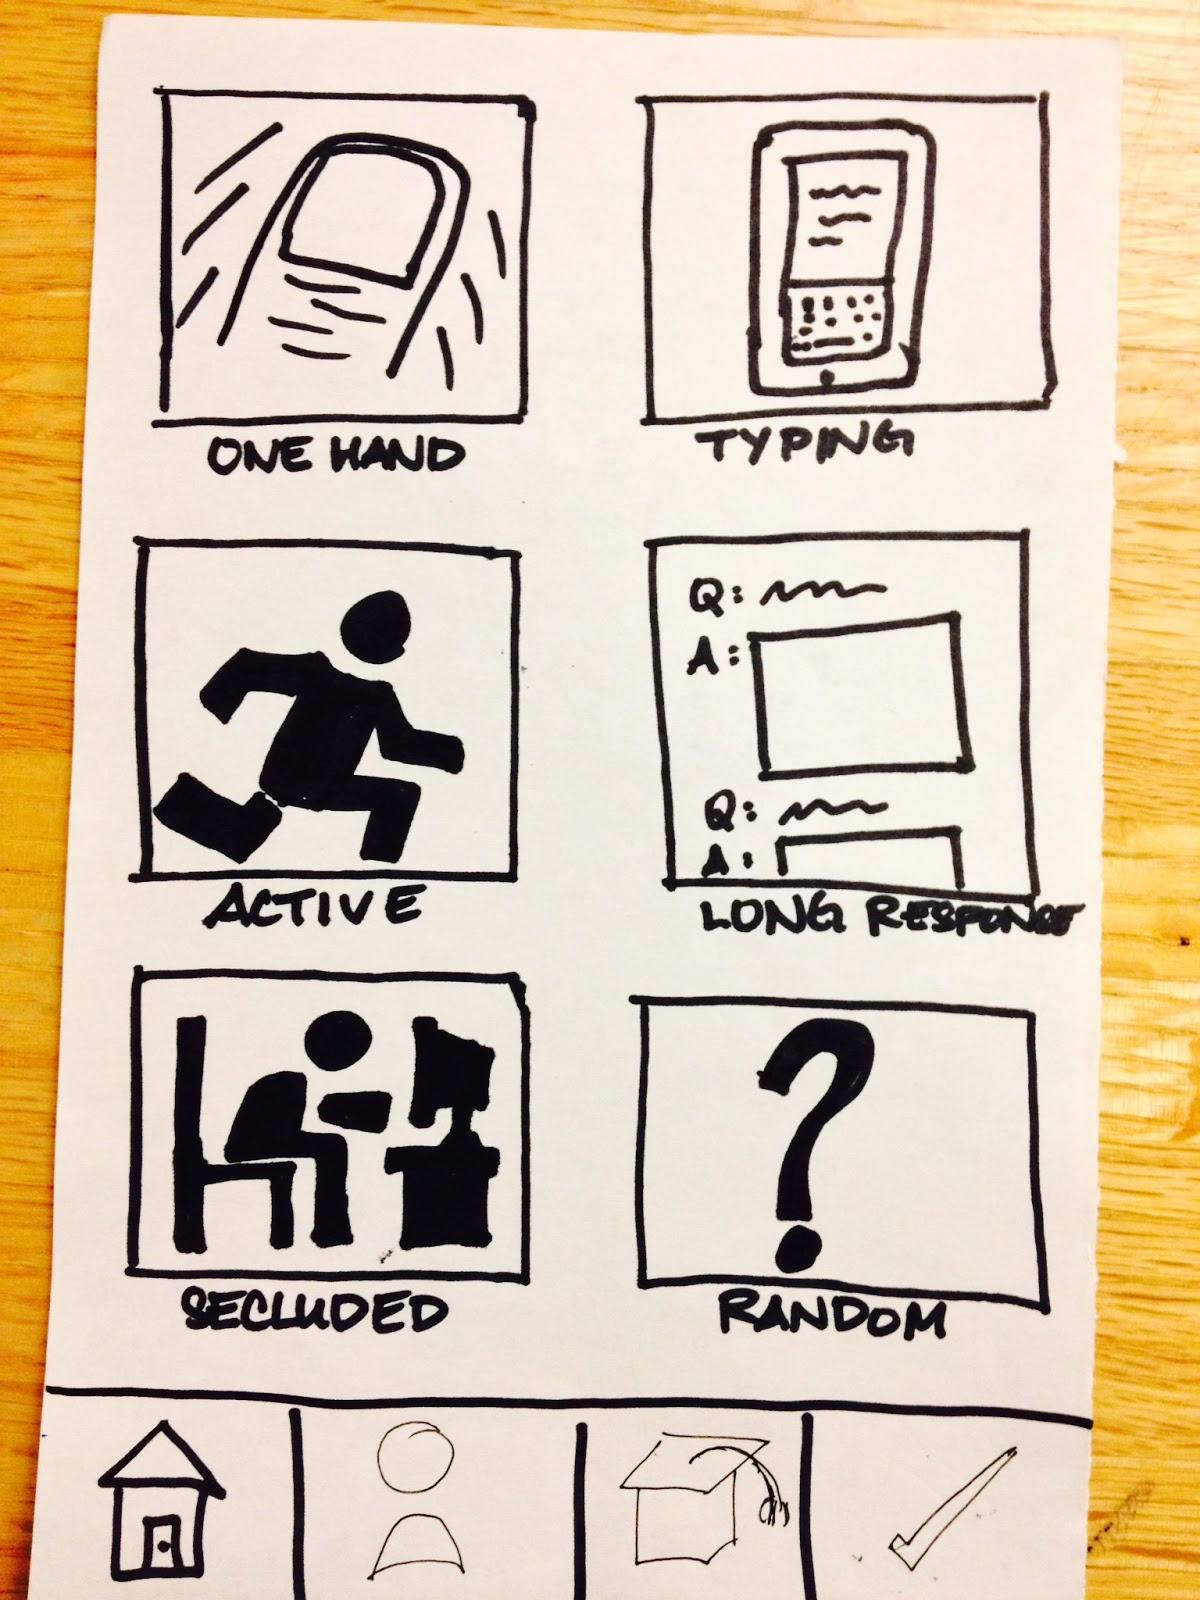 ONE HAND
TYPING
ACTIVE
Q:
A:
Q:
A:
LONG RESPONSE
SECLUDED
RANDOM